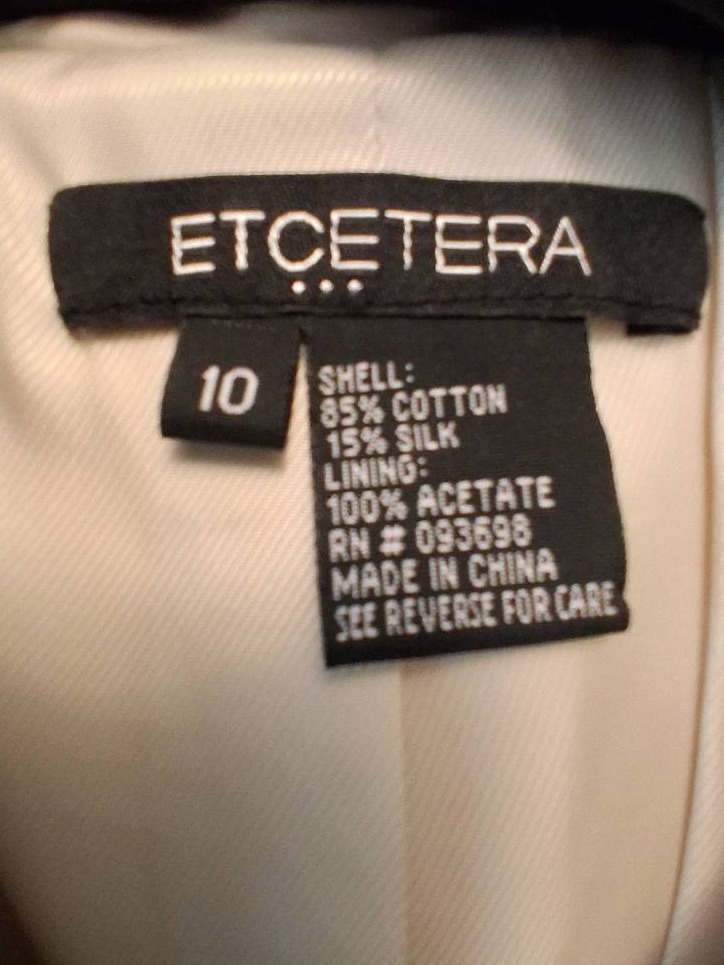 ETCETERA
...
10
SHELL:
85% COTTON
15% SILK
LINING:
100% ACETATE
RN # 093698
MADE IN CHINA
SEE REVERSE FOR CARE